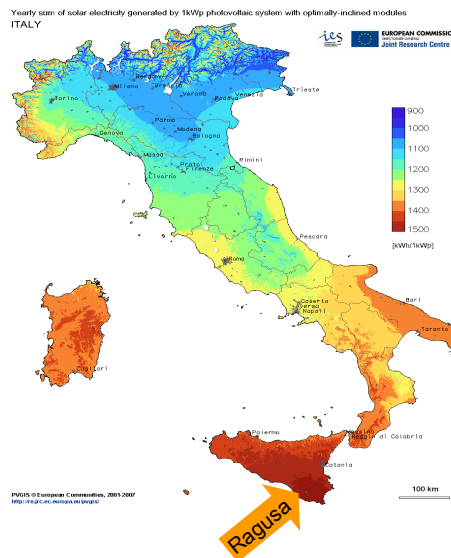 Yearly sum of solar electricity generated by 1kWp photovoltaic system with optimally-inclined modules
ITALY
ies
EUROPEAN COMMISSION
Joint Research Centre
Bergamo
Milano
Brescia
Verona
Venezia
Padova
Trieste
Torino
Parma
Modena
Bologna
Genova
Massa
Rimini
Prato
Firenze
Livorno
Pescara
Roma
Caserta
versa
Napoli
Bari
Taranto
Cagliari
Messina
Reggio di Calabria
Palermo
Catania
900
1000
1100
1200
1300
1400
1500
[kWh/1kWp]
PVGIS © European Communities, 2001-2007
http://re.jrc.ec.europa.eu/pvgis/
100 km
Ragusa